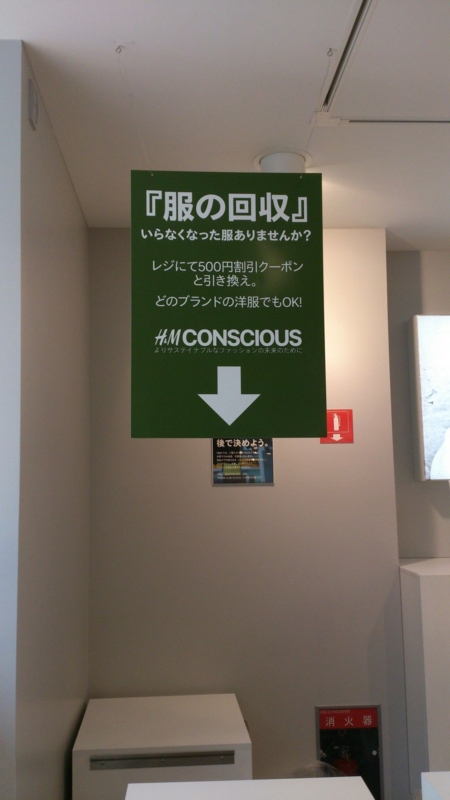 『服の回収』
いらなくなった服ありませんか？
レジにて500円割引クーポン
と引き換え。
どのブランドの洋服でもOK!
H&M CONSCIOUS
よりサステイナブルなファッションの未来のために
後で決めよう。
消火器